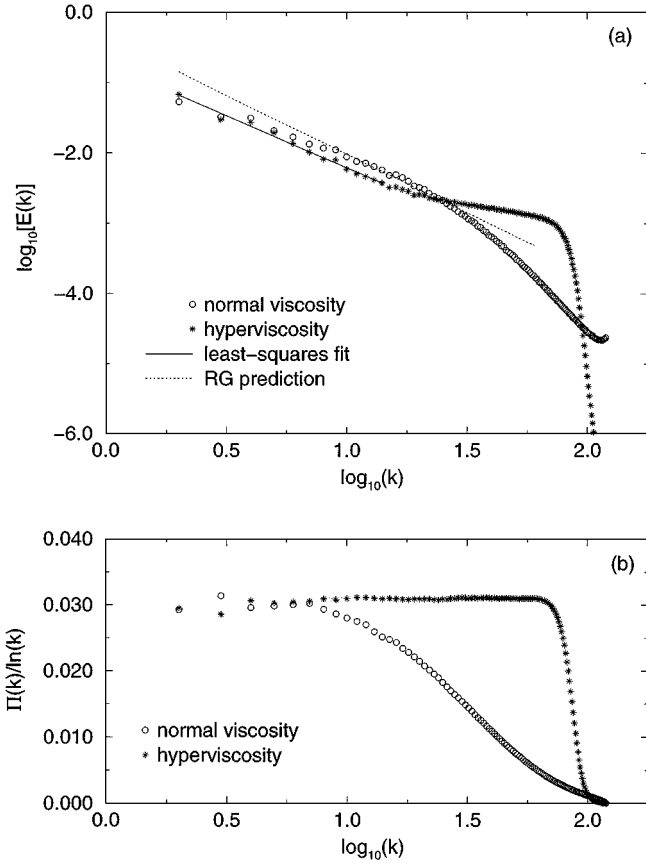 (a)
0.0
−2.0
−4.0
−6.0
log10[E(k)]
normal viscosity
hyperviscosity
least−squares fit
RG prediction
0.0 0.5 1.0 1.5 2.0
log10(k)
(b)
0.040
0.030
0.020
0.010
0.000
Π(k)/ln(k)
normal viscosity
hyperviscosity
0.0 0.5 1.0 1.5 2.0
log10(k)